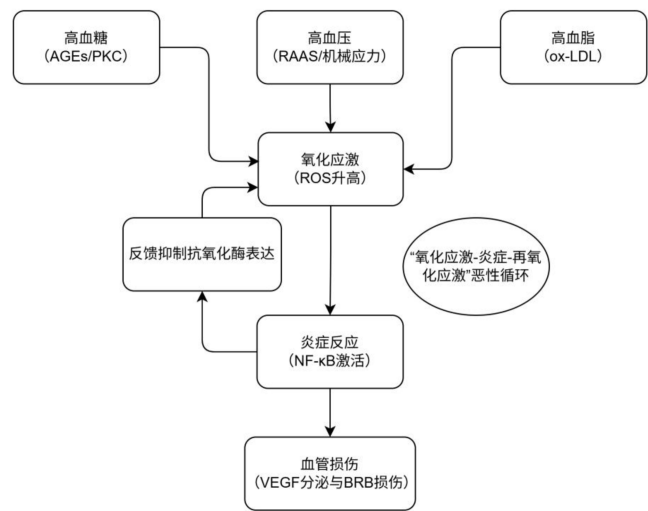 高血糖
（AGEs/PKC）
高血压
（RAAS/机械应力）
高血脂
（ox-LDL）
氧化应激
（ROS升高）
反馈抑制抗氧化酶表达
“氧化应激-炎症-再氧
化应激”恶性循环
炎症反应
（NF-κB激活）
血管损伤
（VEGF分泌与BRB损伤）